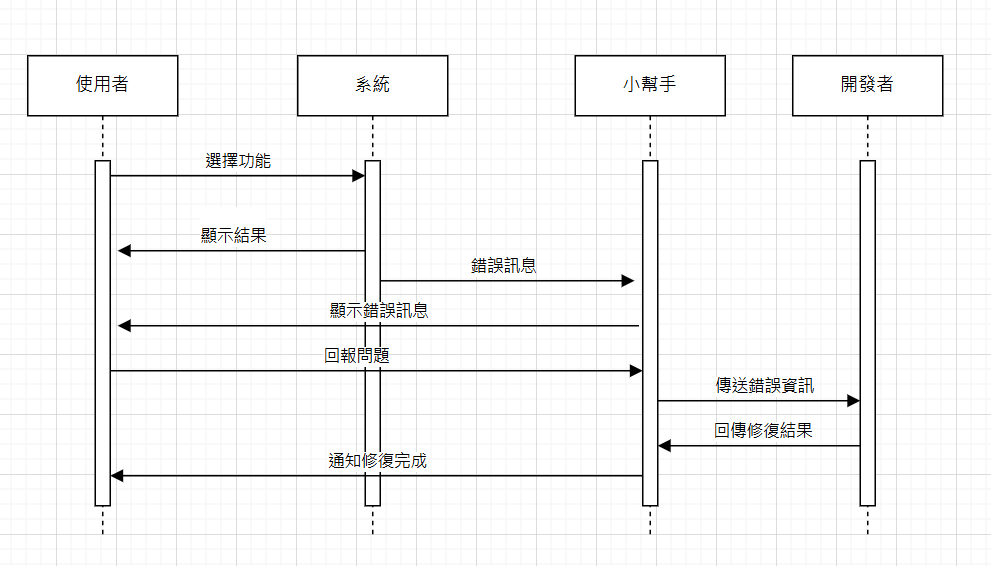 使用者
系統
小幫手
開發者
選擇功能
顯示結果
錯誤訊息
顯示錯誤訊息
回報問題
傳送錯誤資訊
回傳修復結果
通知修復完成